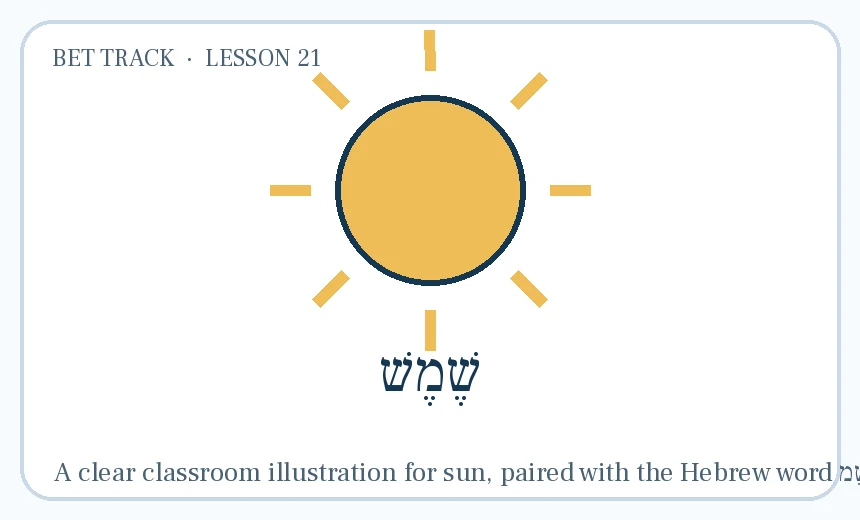 BET TRACK · LESSON 21
שֶׁמֶשׁ
A clear classroom illustration for sun, paired with the Hebrew word